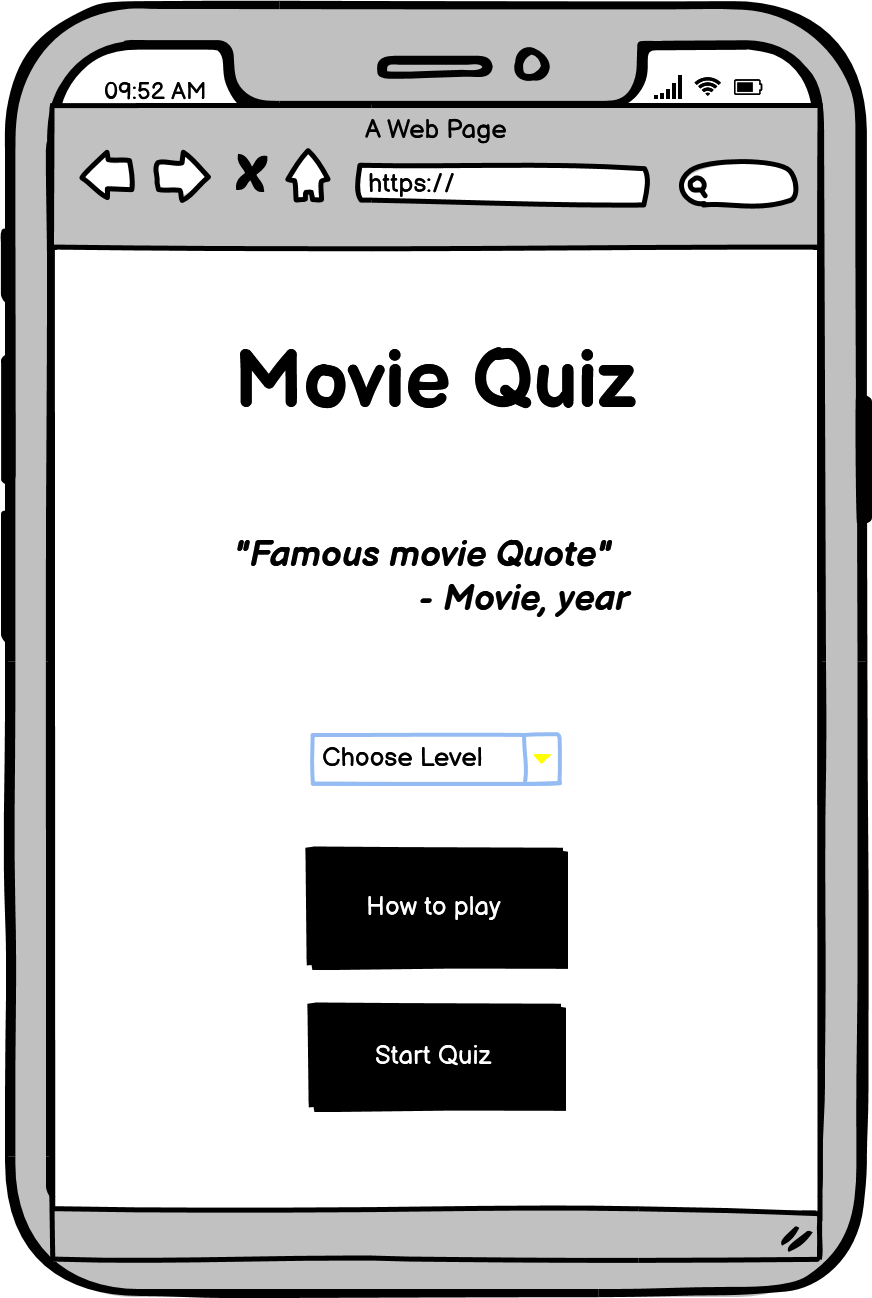 09:52 AM
A Web Page
https://
Movie Quiz
"Famous movie Quote"
- Movie, year
Choose Level
How to play
Start Quiz